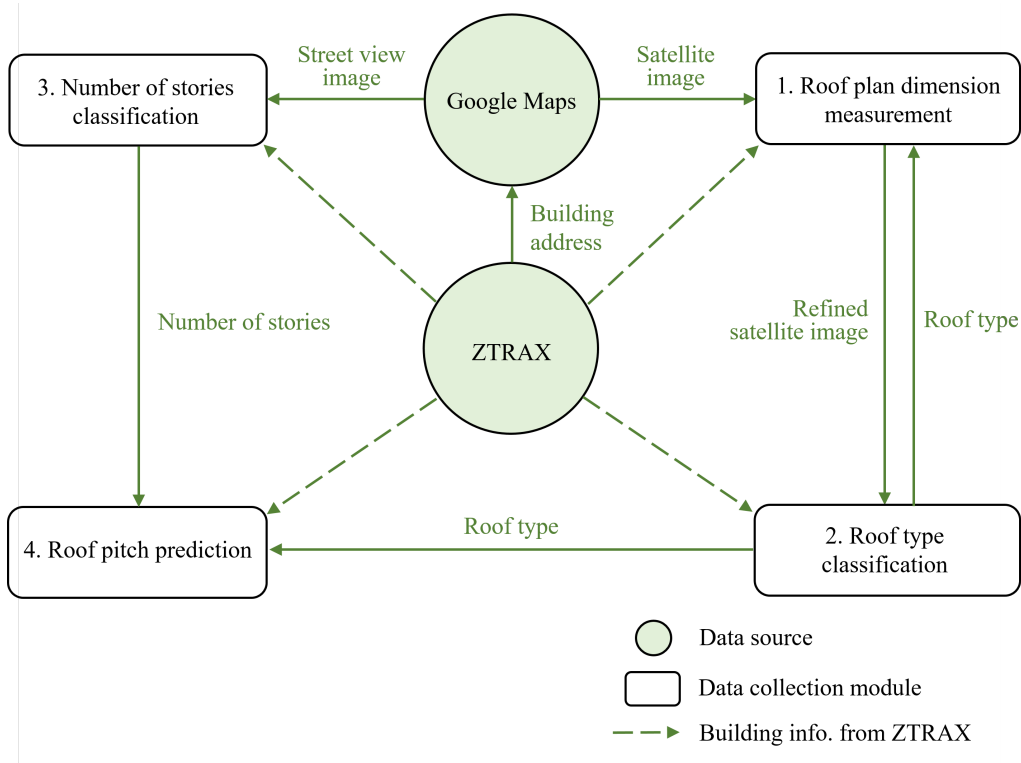 Street view
image
Satellite
image
3. Number of stories
classification
Google Maps
1. Roof plan dimension
measurement
Building
address
Number of stories
Refined
satellite image
Roof type
ZTRAX
Roof type
4. Roof pitch prediction
2. Roof type
classification
Data source
Data collection module
Building info. from ZTRAX